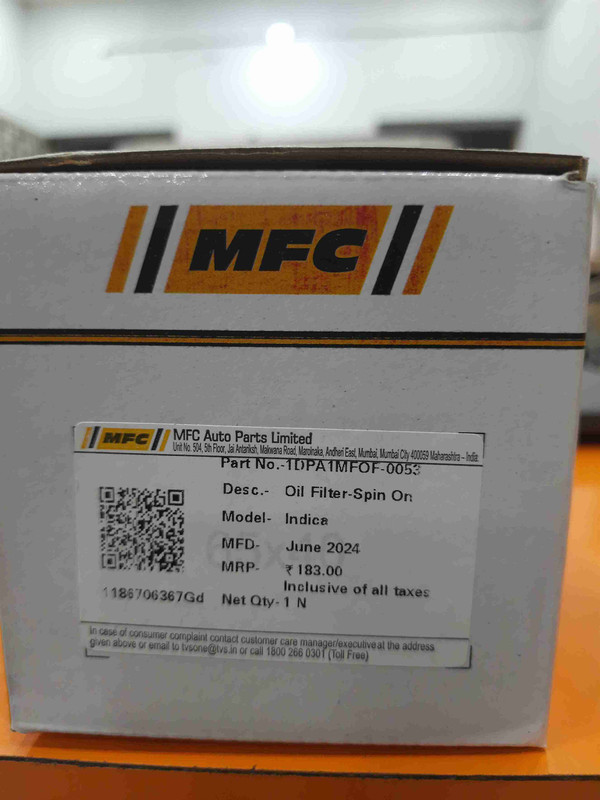 MFC
MFC
MFC Auto Parts Limited
Unit No. 504, 5th Floor, Jai Antariksh, Makwana Road, Marolnaka, Andheri East, Mumbai, Mumbai City 400059 Maharashtra - India
Part No.-1DPA1MFOF-0053
Desc.- Oil Filter-Spin On
Model- Indica
MFD- June 2024
MRP- ₹ 183.00
Inclusive of all taxes
1186706367Gd Net Qty- 1 N
In case of consumer complaint contact customer care manager/executive at the address
given above or email to tvsone@tvs.in or call 1800 266 0301 (Toll Free)